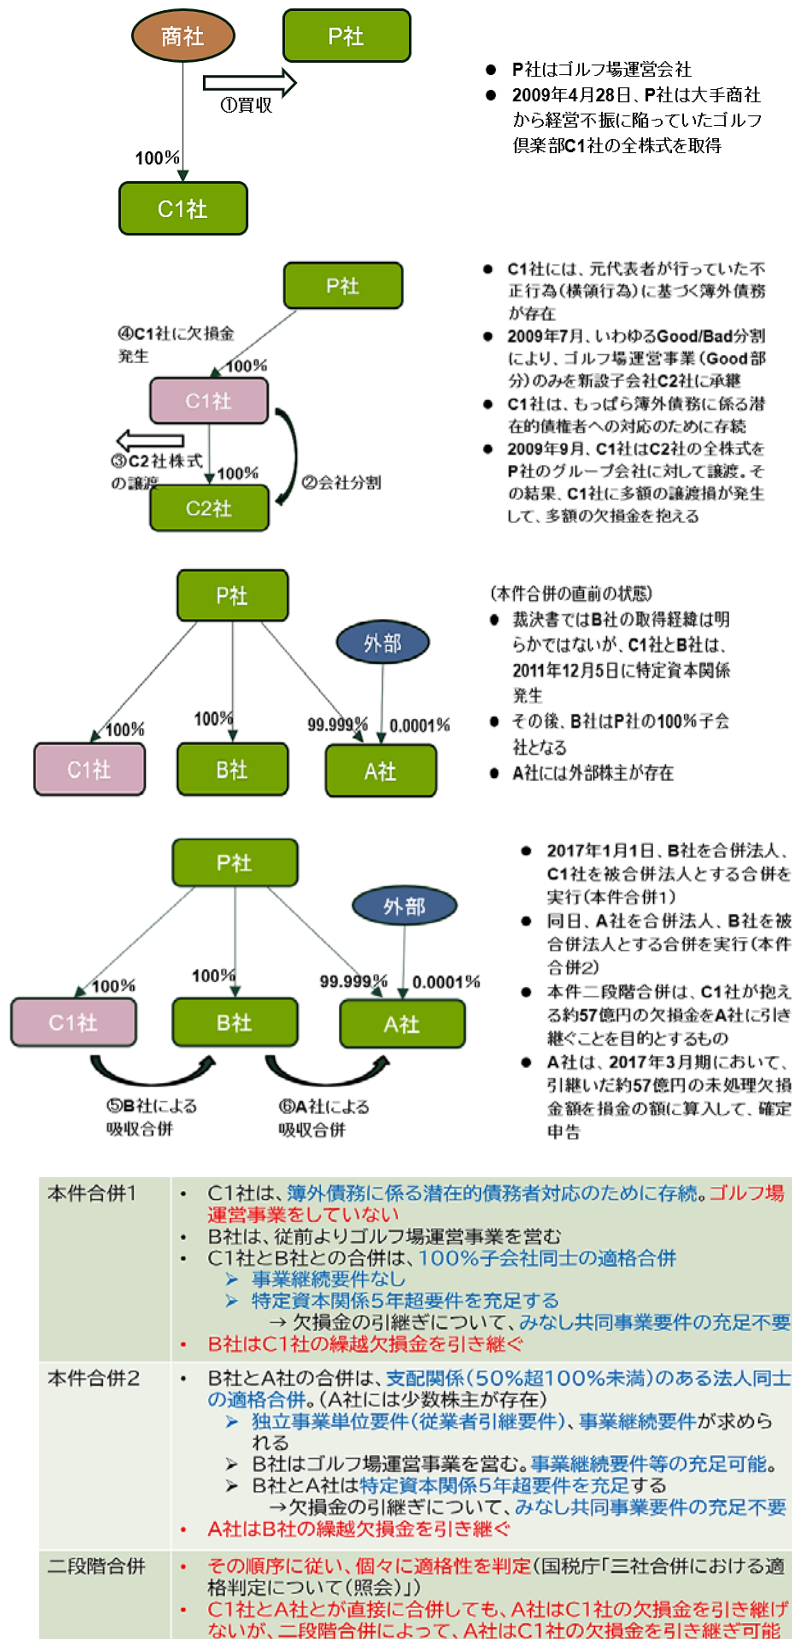 商社
P社
①買収
100%
C1社
● P社はゴルフ場運営会社
● 2009年4月28日、P社は大手商社
から経営不振に陥っていたゴルフ
倶楽部C1社の全株式を取得
P社
④C1社に欠損金
発生
100%
C1社
③C2社株式
の譲渡
100%
②会社分割
C2社
● C1社には、元代表者が行っていた不
正行為(横領行為)に基づく簿外債務
が存在
● 2009年7月、いわゆるGood/Bad分割
により、ゴルフ場運営事業(Good部
分)のみを新設子会社C2社に承継
● C1社は、もっぱら簿外債務に係る潜
在的債権者への対応のために存続
● 2009年9月、C1社はC2社の全株式を
P社のグループ会社に対して譲渡。そ
の結果、C1社に多額の譲渡損が発生
して、多額の欠損金を抱える
P社
外部
100%
100%
99.999%
0.0001%
C1社
B社
A社
(本件合併の直前の状態)
● 裁決書ではB社の取得経緯は明
らかではないが、C1社とB社は、
2011年12月5日に特定資本関係
発生
● その後、B社はP社の100%子会
社となる
● A社には外部株主が存在
P社
外部
100%
100%
99.999%
0.0001%
C1社
B社
A社
⑤B社による
吸収合併
⑥A社による
吸収合併
● 2017年1月1日、B社を合併法人、
C1社を被合併法人とする合併を
実行(本件合併1)
● 同日、A社を合併法人、B社を被
合併法人とする合併を実行(本件
合併2)
● 本件二段階合併は、C1社が抱え
る約57億円の欠損金をA社に引き
継ぐことを目的とするもの
● A社は、2017年3月期において、
引継いだ約57億円の未処理欠損
金額を損金の額に算入して、確定
申告
本件合併1
• C1社は、簿外債務に係る潜在的債務者対応のために存続。ゴルフ場
運営事業をしていない
• B社は、従前よりゴルフ場運営事業を営む
• C1社とB社との合併は、100%子会社同士の適格合併
➢ 事業継続要件なし
➢ 特定資本関係5年超要件を充足する
→ 欠損金の引継ぎについて、みなし共同事業要件の充足不要
• B社はC1社の繰越欠損金を引き継ぐ
本件合併2
• B社とA社の合併は、支配関係(50%超100%未満)のある法人同士
の適格合併。(A社には少数株主が存在)
➢ 独立事業単位要件(従業者引継要件)、事業継続要件が求めら
れる
➢ B社はゴルフ場運営事業を営む。事業継続要件等の充足可能。
➢ B社とA社は特定資本関係5年超要件を充足する
→欠損金の引継ぎについて、みなし共同事業要件の充足不要
• A社はB社の繰越欠損金を引き継ぐ
二段階合併
• その順序に従い、個々に適格性を判定(国税庁「三社合併における適
格判定について(照会)」)
• C1社とA社とが直接に合併しても、A社はC1社の欠損金を引き継げ
ないが、二段階合併によって、A社はC1社の欠損金を引き継ぎ可能